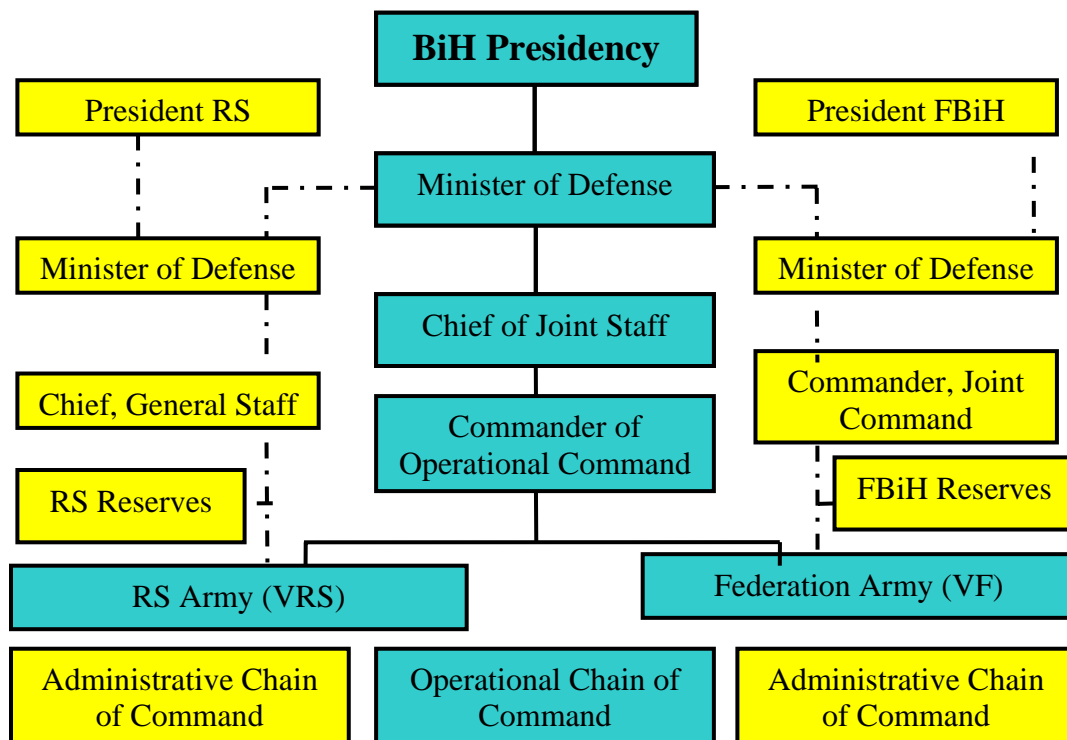 BiH Presidency
President RS
President FBiH
Minister of Defense
Minister of Defense
Minister of Defense
Chief of Joint Staff
Chief, General Staff
Commander, Joint
Command
Commander of
Operational Command
RS Reserves
FBiH Reserves
RS Army (VRS)
Federation Army (VF)
Administrative Chain
of Command
Operational Chain of
Command
Administrative Chain
of Command